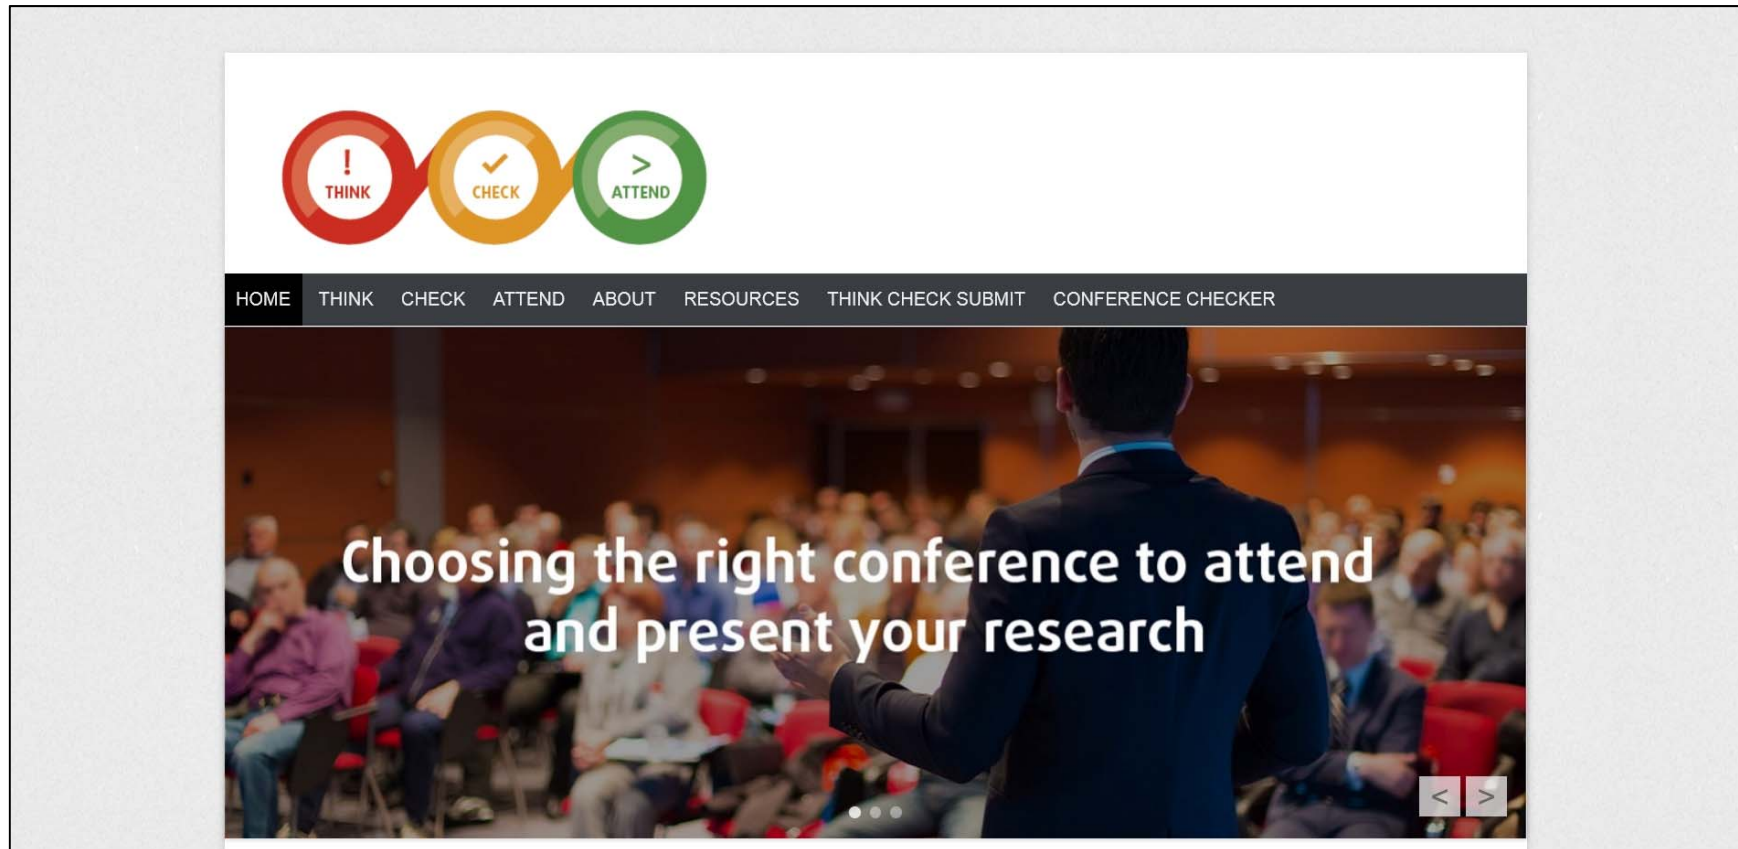 !
THINK
✓
CHECK
>
ATTEND
HOME THINK CHECK ATTEND ABOUT RESOURCES THINK CHECK SUBMIT CONFERENCE CHECKER
Choosing the right conference to attend
and present your research
< >